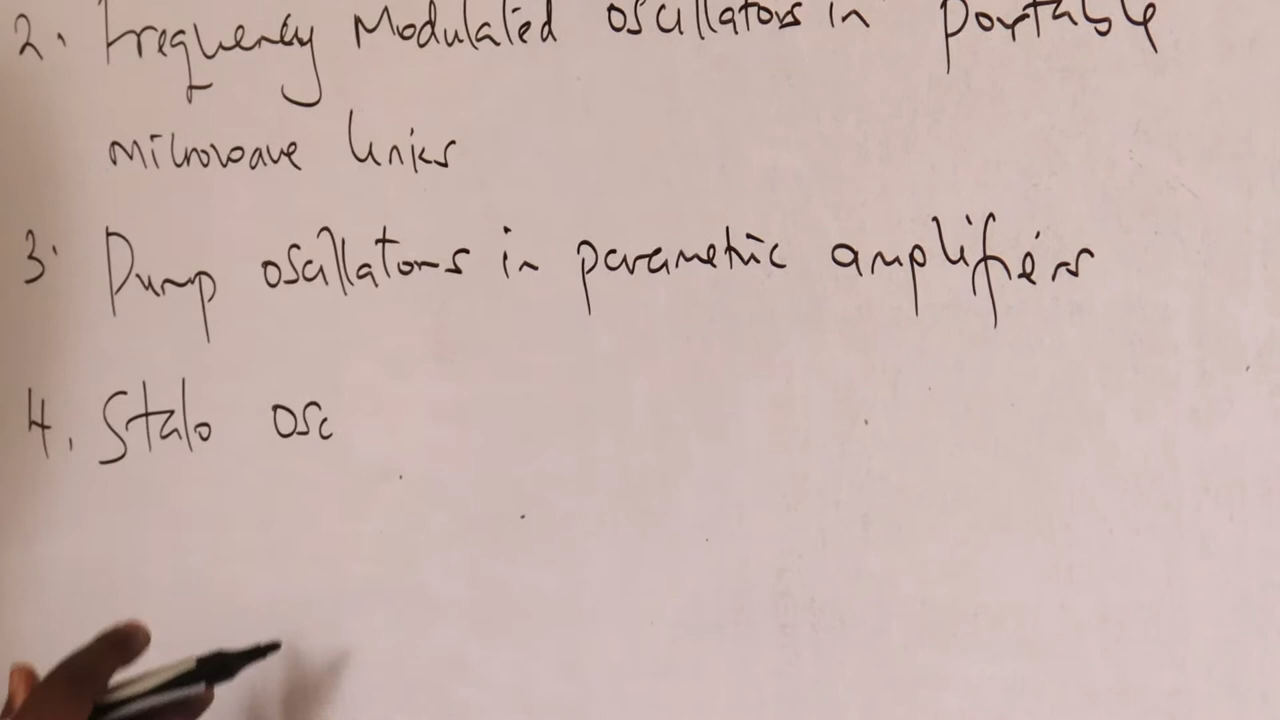 2. Frequency Modulated oscillators in portable
microwave links
3. Pump oscillators in parametric amplifiers
4. Stalo osc